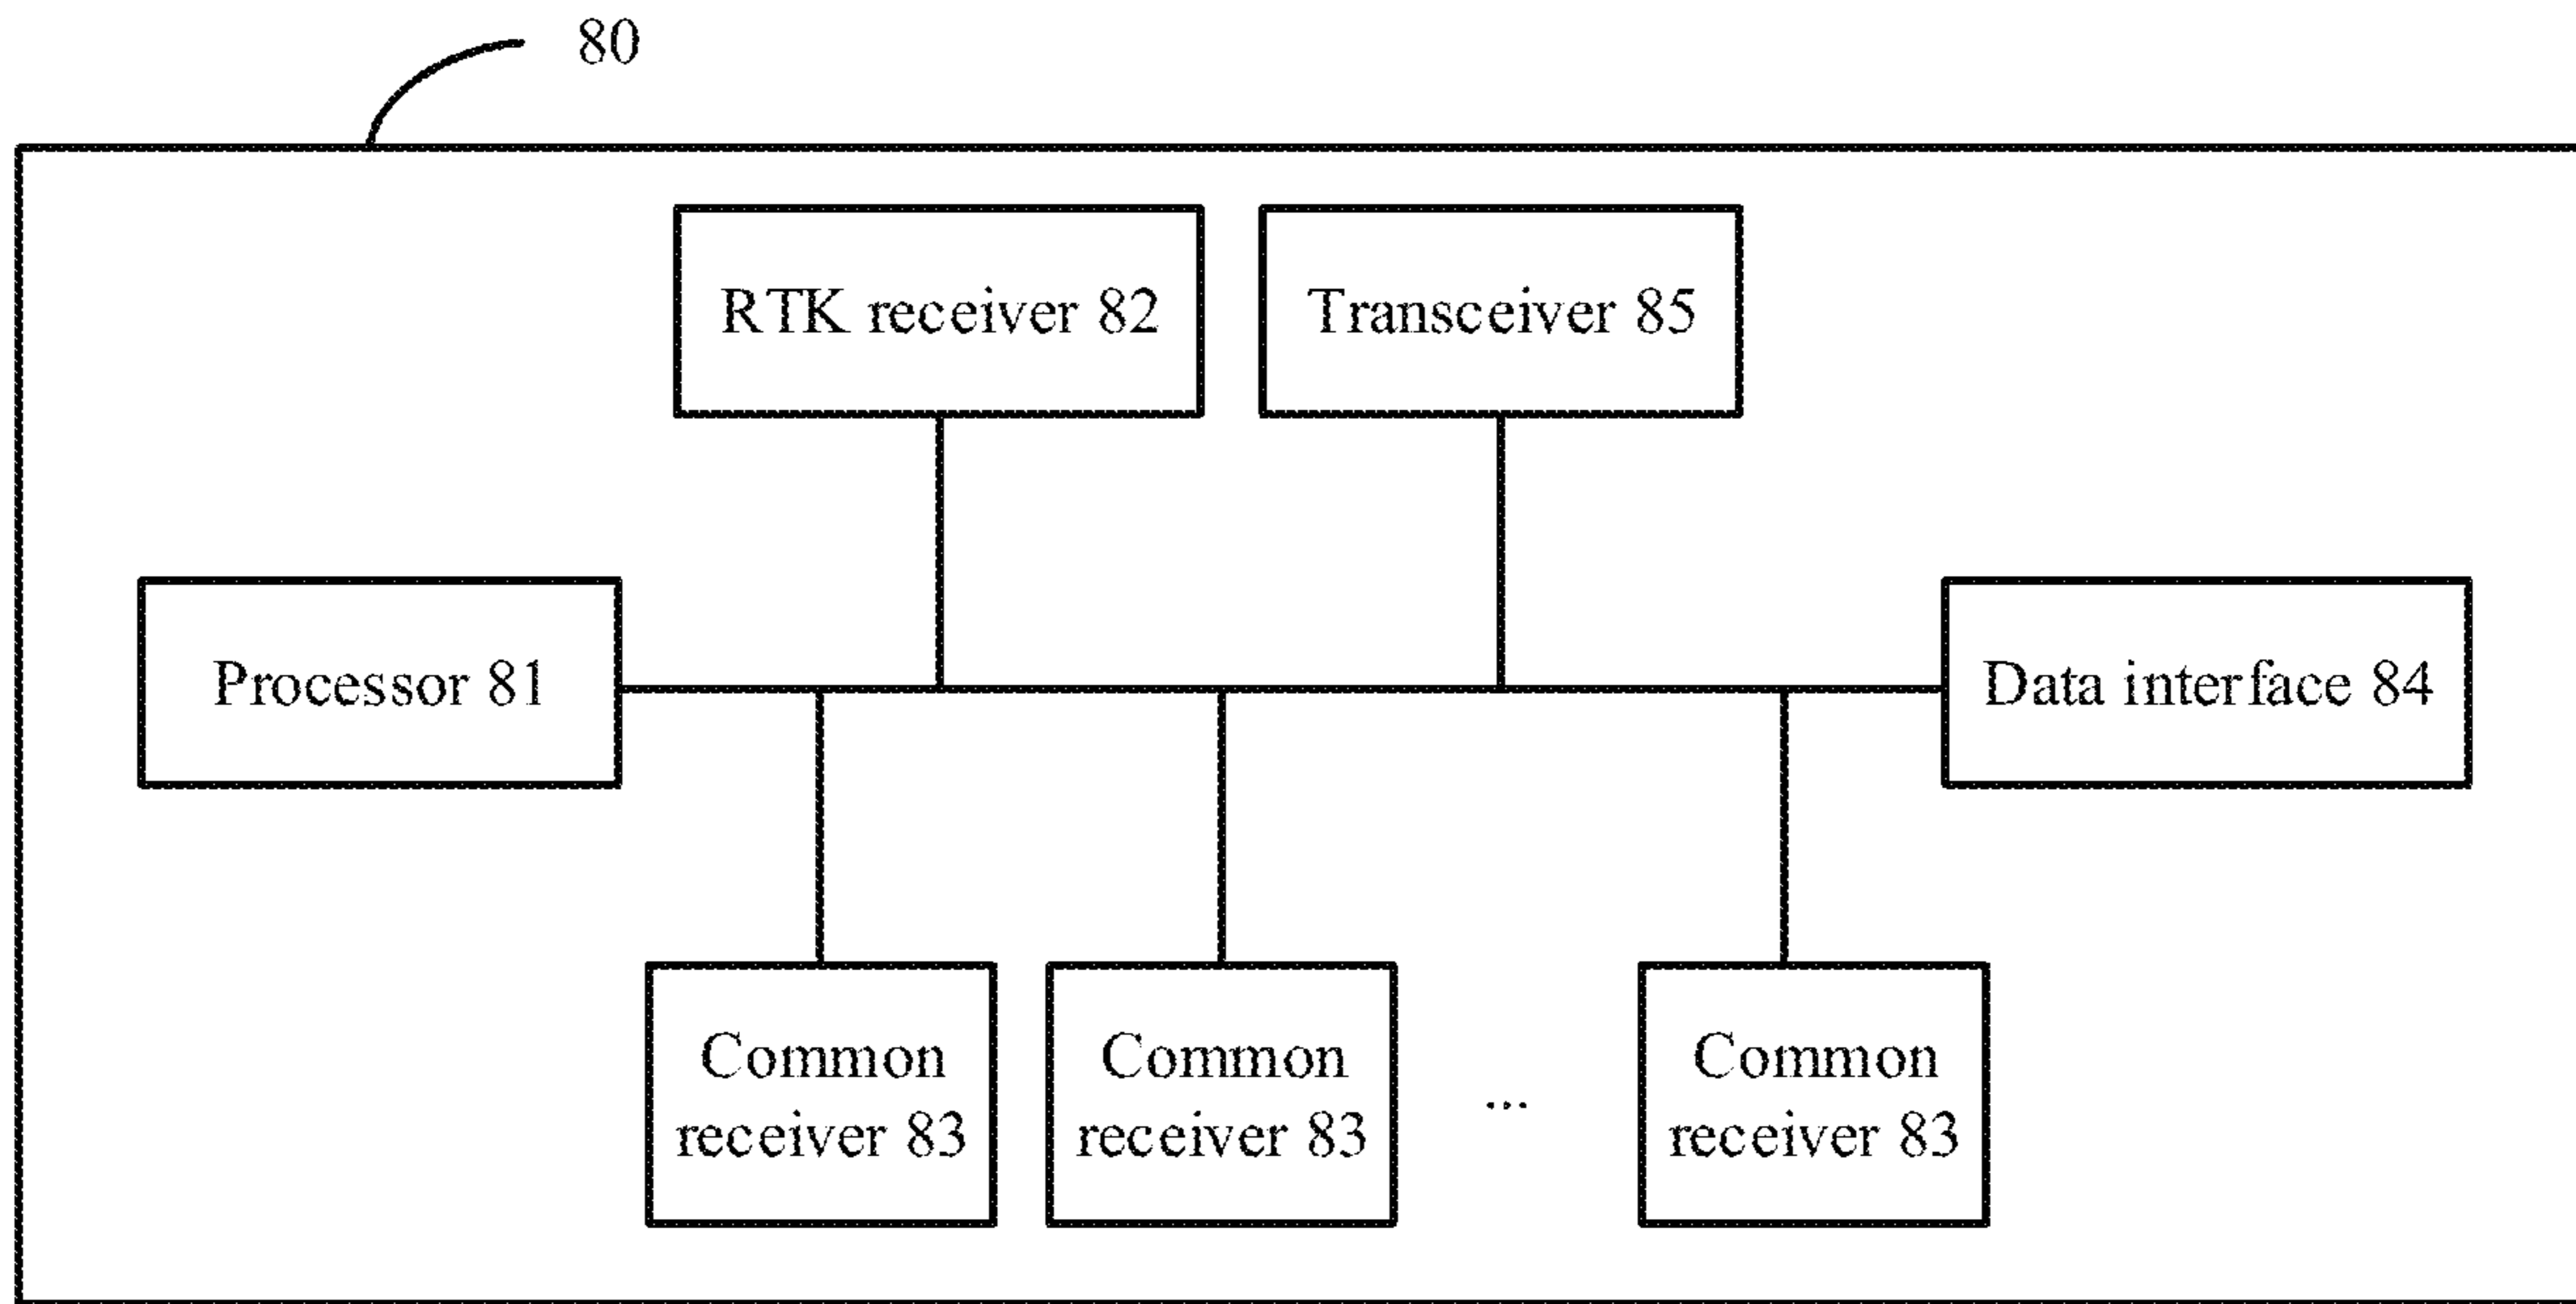 80
RTK receiver 82
Transceiver 85
Processor 81
Data interface 84
Common
receiver 83
Common
receiver 83
...
Common
receiver 83